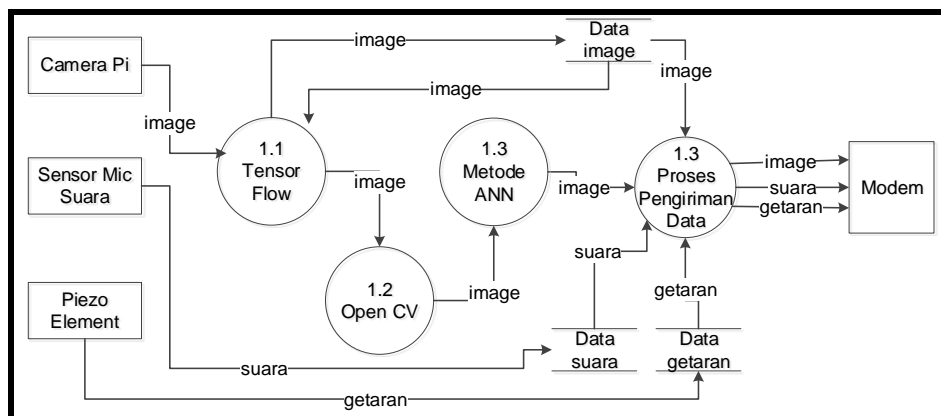 Data
image
image
Camera Pi
image
image
image
1.1
Tensor
Flow
1.3
Metode
ANN
1.3
Proses
Pengiriman
Data
image
suara
getaran
Modem
Sensor Mic
Suara
image
image
suara
1.2
Open CV
image
getaran
Piezo
Element
Data
suara
Data
getaran
suara
getaran